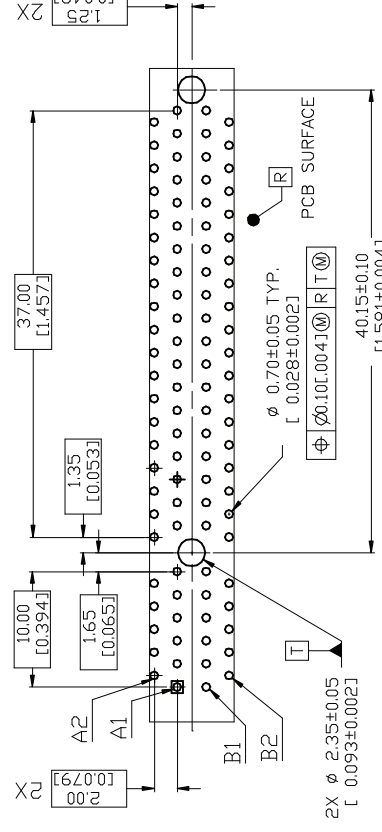 2X
1.25
[0.049]
37.00
[1.457]
1.35
[0.053]
10.00
[0.394]
1.65
[0.065]
A2
A1
2X
2.00
[0.079]
B1
B2
R
PCB SURFACE
ø 0.70±0.05 TYP.
[ 0.028±0.002]
⌖ Ø0.10[.004]Ⓜ R TⓂ
40.15±0.10
[1.581±0.004]
T
2X ø 2.35±0.05
[ 0.093±0.002]